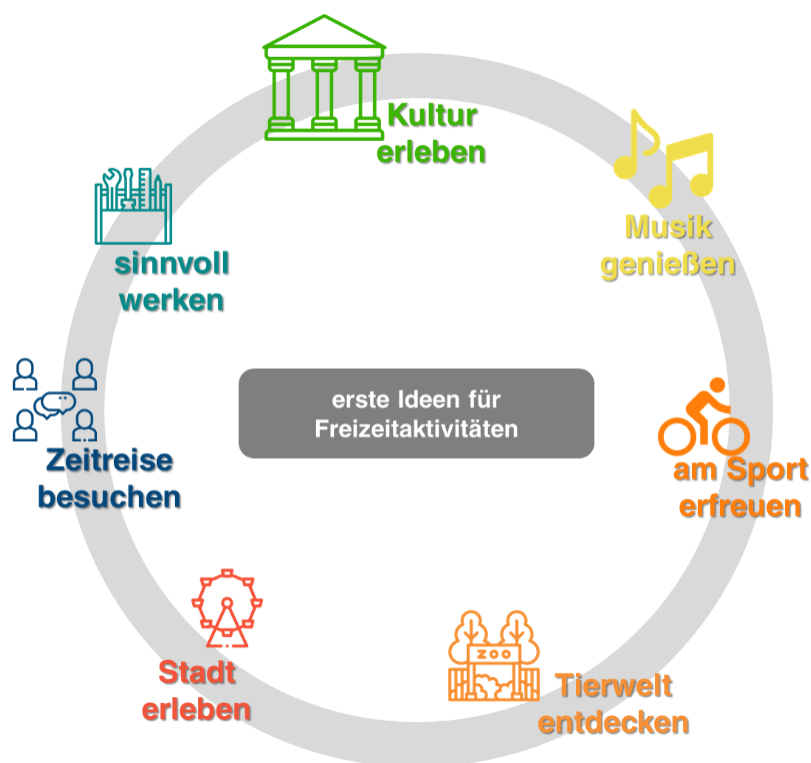 Kultur
erleben
Musik
genießen
am Sport
erfreuen
ZOO
Tierwelt
entdecken
Stadt
erleben
Zeitreise
besuchen
sinnvoll
werken
erste Ideen für
Freizeitaktivitäten